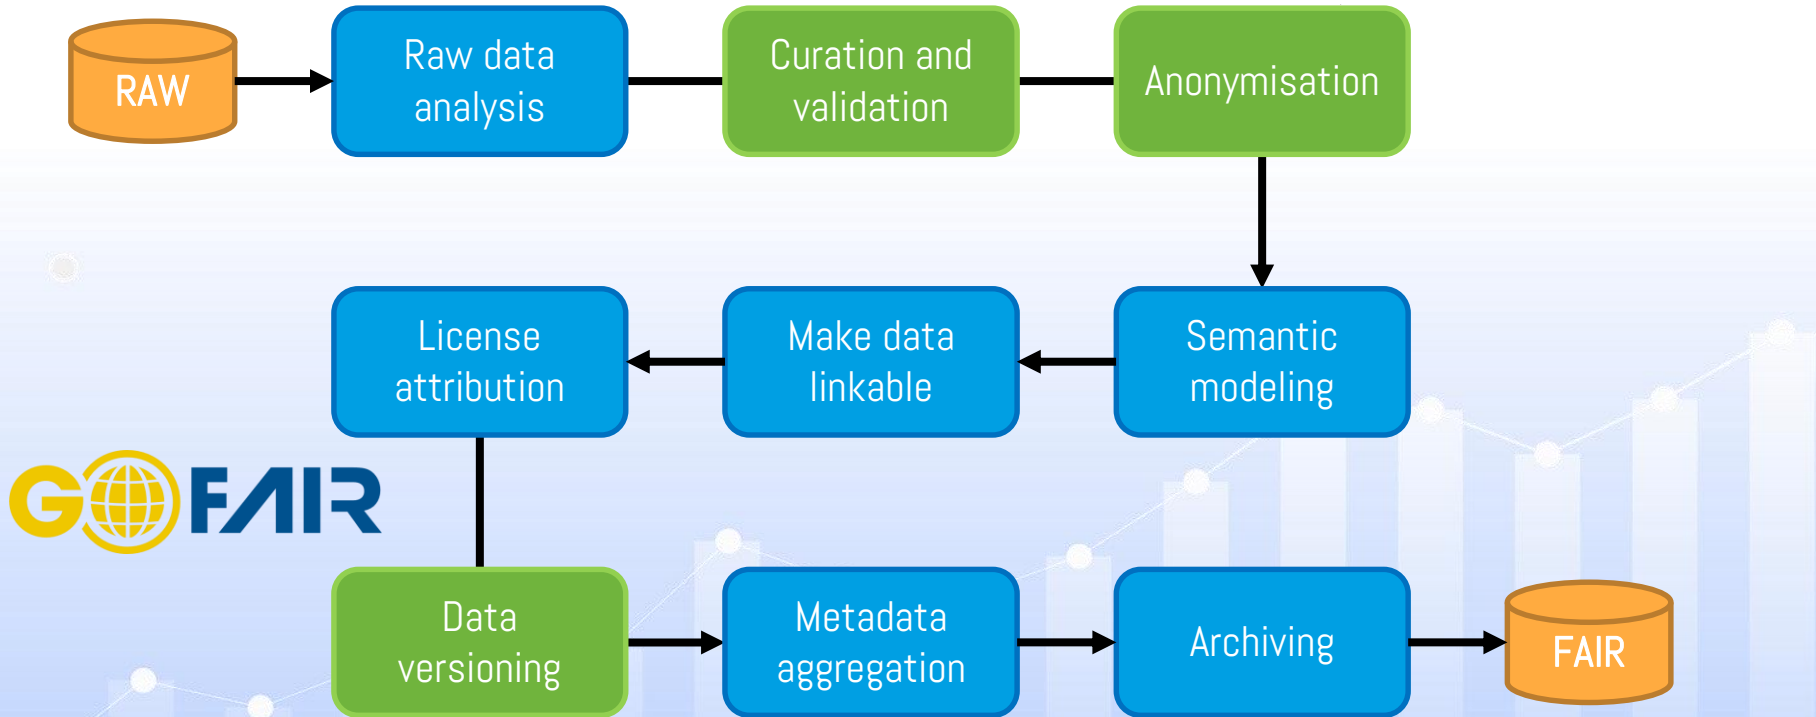 RAW
Raw data
analysis
Curation and
validation
Anonymisation
License
attribution
Make data
linkable
Semantic
modeling
GO FAIR
Data
versioning
Metadata
aggregation
Archiving
FAIR